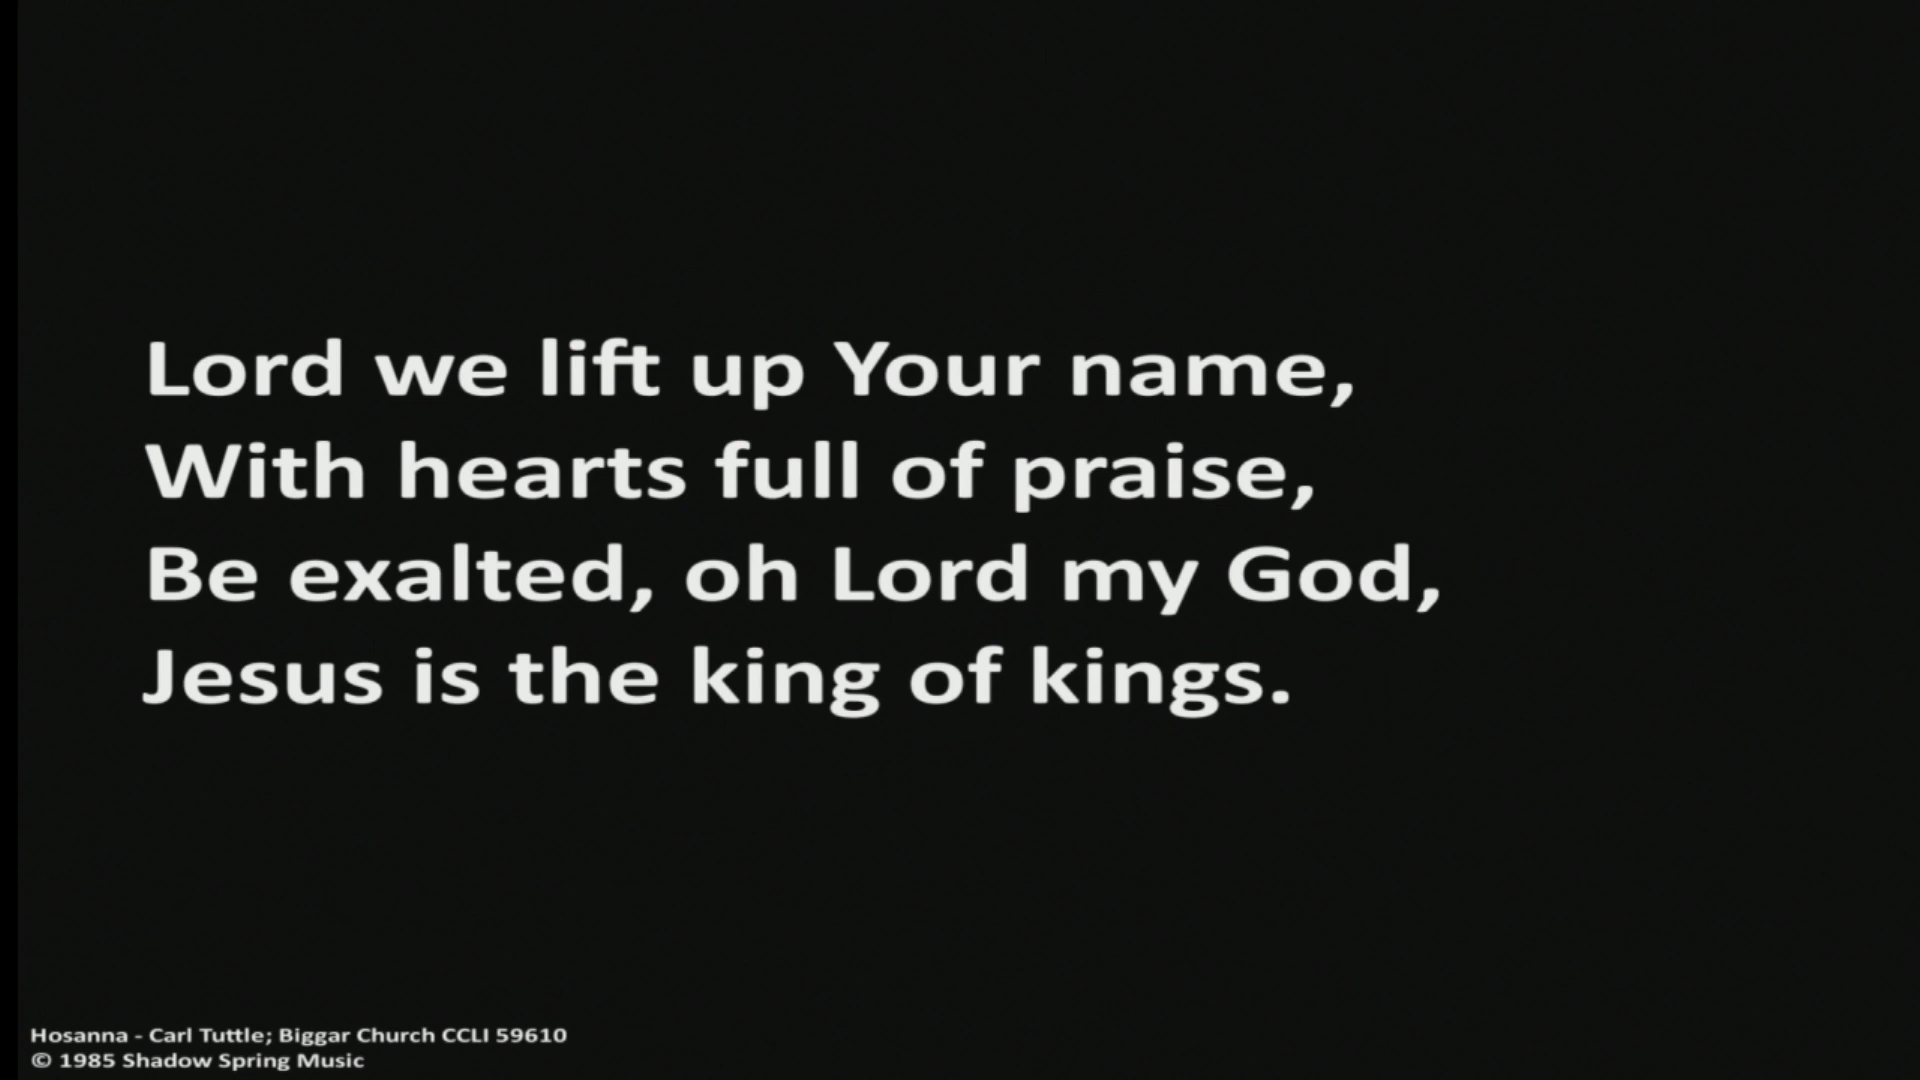 Lord we lift up Your name,
With hearts full of praise,
Be exalted, oh Lord my God,
Jesus is the king of kings.
Hosanna - Carl Tuttle; Biggar Church CCLI 59610
© 1985 Shadow Spring Music